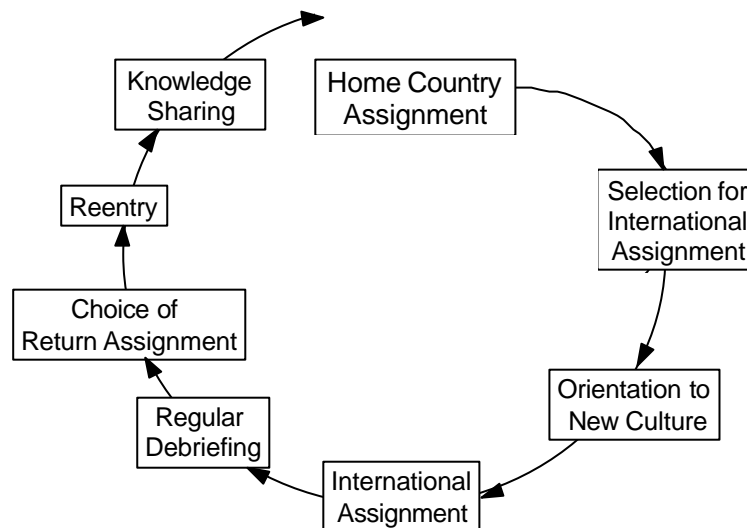 Home Country
Assignment
Selection for
International
Assignment
Orientation to
New Culture
International
Assignment
Regular
Debriefing
Choice of
Return Assignment
Reentry
Knowledge
Sharing